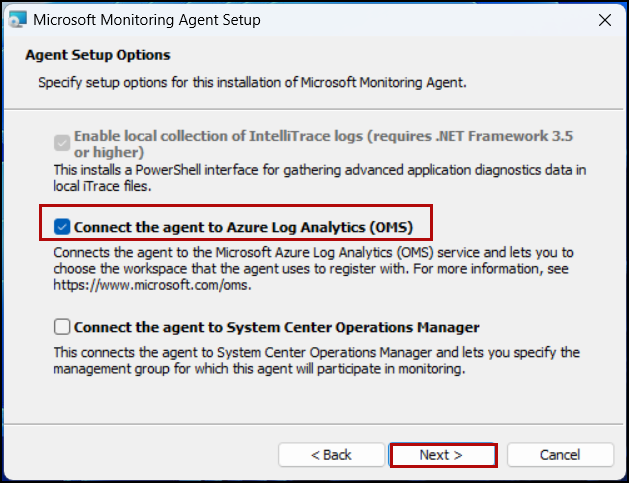 Microsoft Monitoring Agent Setup
Agent Setup Options
Specify setup options for this installation of Microsoft Monitoring Agent.
Enable local collection of IntelliTrace logs (requires .NET Framework 3.5
or higher)
This installs a PowerShell interface for gathering advanced application diagnostics data in
local iTrace files.
Connect the agent to Azure Log Analytics (OMS)
Connects the agent to the Microsoft Azure Log Analytics (OMS) service and lets you to
choose the workspace that the agent uses to register with. For more information, see
https://www.microsoft.com/oms.
Connect the agent to System Center Operations Manager
This connects the agent to System Center Operations Manager and lets you specify the
management group for which this agent will participate in monitoring.
< Back Next > Cancel